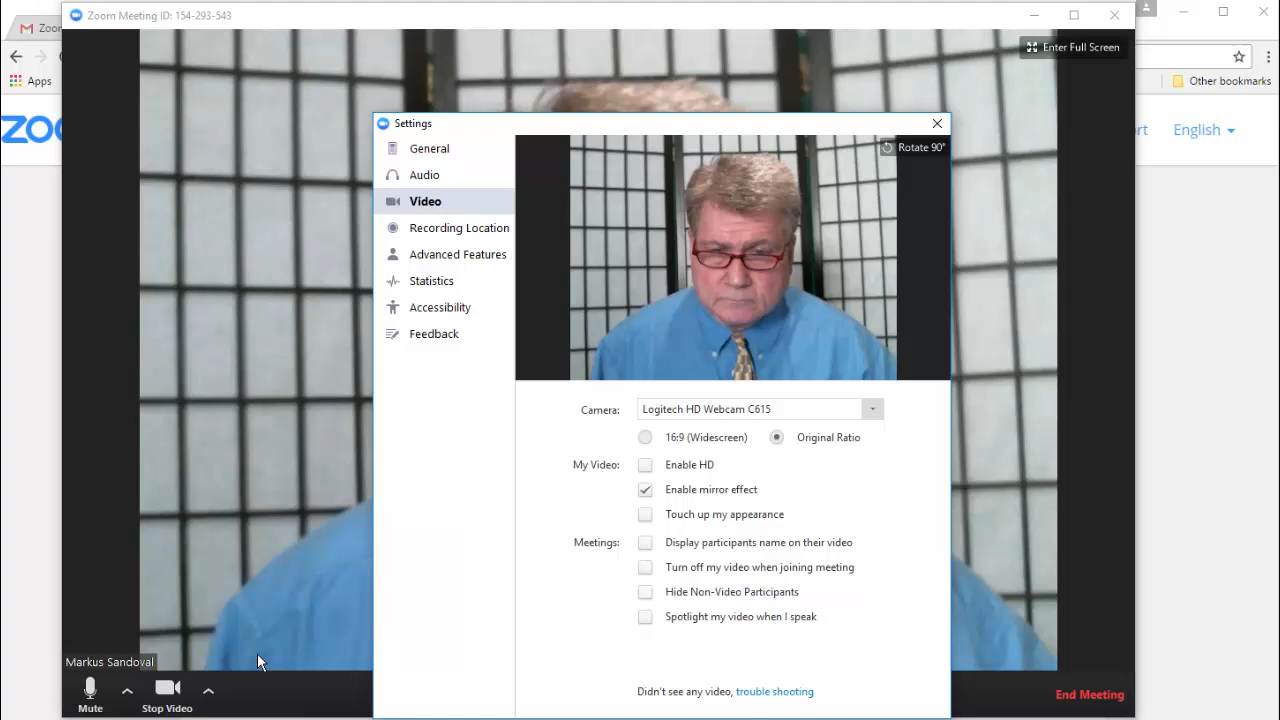 Zoom Meeting ID: 154-293-543
Zoo
Enter Full Screen
Apps
Other bookmarks
ZOO
rt
English
Settings
General
Audio
Video
Recording Location
Advanced Features
Statistics
Accessibility
Feedback
Rotate 90°
Camera:
Logitech HD Webcam C615
16:9 (Widescreen)
Original Ratio
My Video:
Enable HD
Enable mirror effect
Touch up my appearance
Meetings:
Display participants name on their video
Turn off my video when joining meeting
Hide Non-Video Participants
Spotlight my video when I speak
Didn't see any video, trouble shooting
Markus Sandoval
Mute
Stop Video
End Meeting